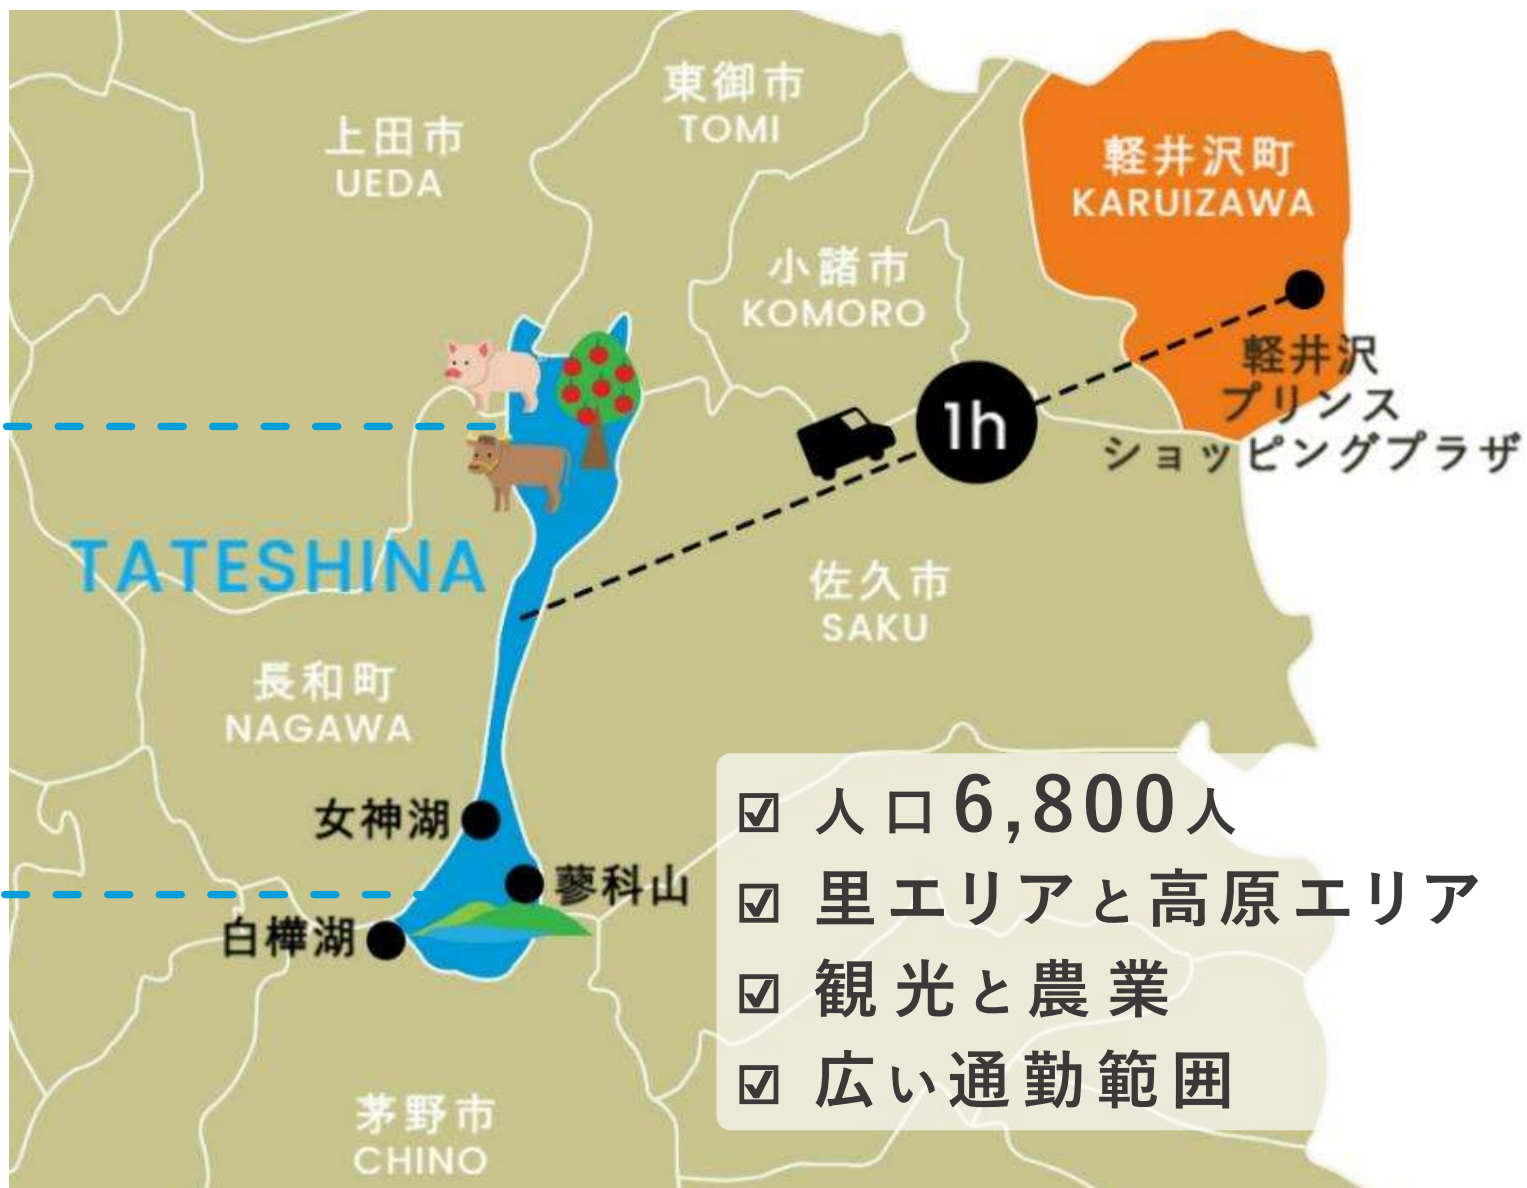 東御市
TOMI
上田市
UEDA
軽井沢町
KARUIZAWA
小諸市
KOMORO
軽井沢
プリンス
ショッピングプラザ
1h
TATESHINA
佐久市
SAKU
長和町
NAGAWA
女神湖
蓼科山
白樺湖
茅野市
CHINO
☑ 人口6,800人
☑ 里エリアと高原エリア
☑ 観光と農業
☑ 広い通勤範囲